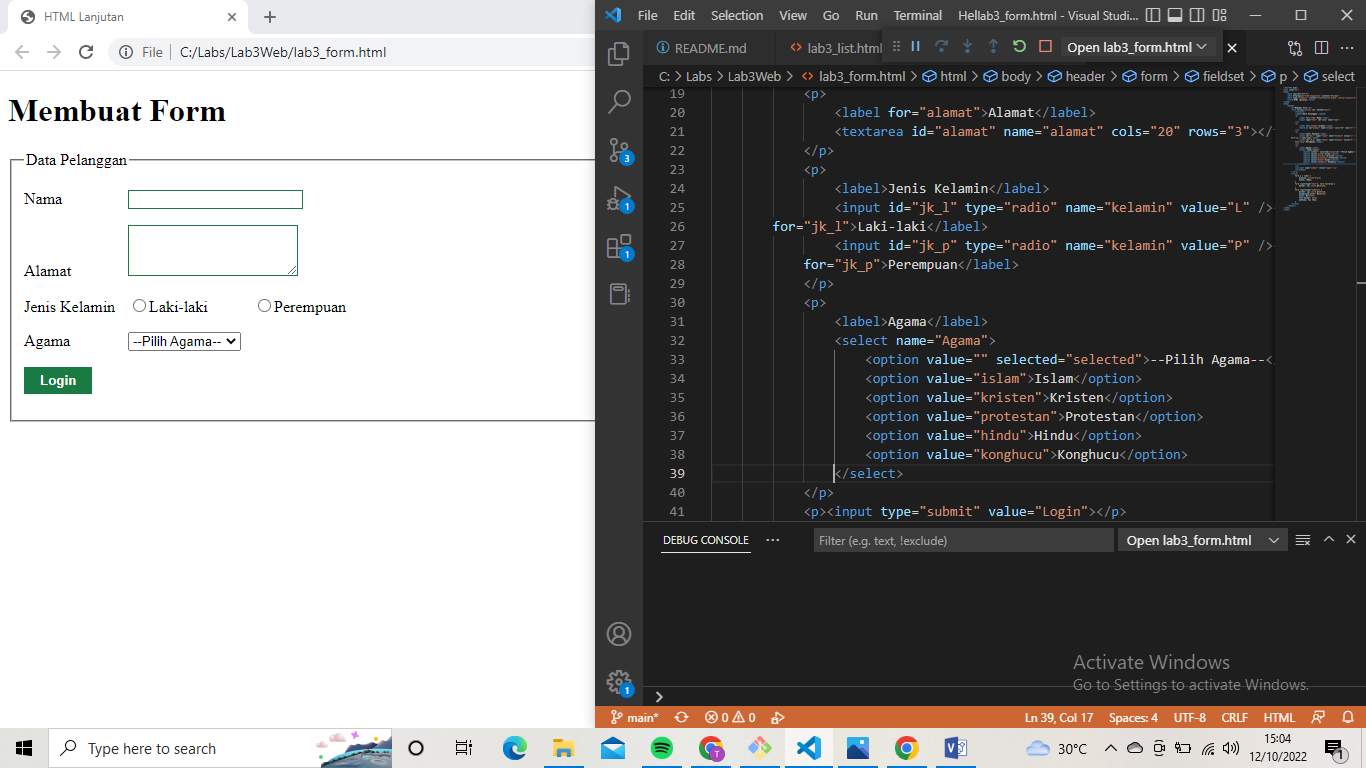 HTML Lanjutan
File
C:/Labs/Lab3Web/lab3_form.html
Membuat Form
Data Pelanggan
Nama
Alamat
Jenis Kelamin Laki-laki Perempuan
Agama --Pilih Agama--
Login
File Edit Selection View Go Run Terminal Hel lab3_form.html - Visual Studi...
README.md
lab3_list.html
Open lab3_form.html
C: > Labs > Lab3Web > lab3_form.html > html > body > header > form > fieldset > p > select
19 <p>
20 <label for="alamat">Alamat</label>
21 <textarea id="alamat" name="alamat" cols="20" rows="3"></
22 </p>
23 <p>
24 <label>Jenis Kelamin</label>
25 <input id="jk_l" type="radio" name="kelamin" value="L" />
26 for="jk_l">Laki-laki</label>
27 <input id="jk_p" type="radio" name="kelamin" value="P" />
28 for="jk_p">Perempuan</label>
29 </p>
30 <p>
31 <label>Agama</label>
32 <select name="Agama">
33 <option value="" selected="selected">--Pilih Agama--<
34 <option value="islam">Islam</option>
35 <option value="kristen">Kristen</option>
36 <option value="protestan">Protestan</option>
37 <option value="hindu">Hindu</option>
38 <option value="konghucu">Konghucu</option>
39 </select>
40 </p>
41 <p><input type="submit" value="Login"></p>
DEBUG CONSOLE
Filter (e.g. text, !exclude)
Open lab3_form.html
3
1
1
1
Activate Windows
Go to Settings to activate Windows.
main* 0 0 Ln 39, Col 17 Spaces: 4 UTF-8 CRLF HTML
Type here to search
30°C
15:04
12/10/2022
1